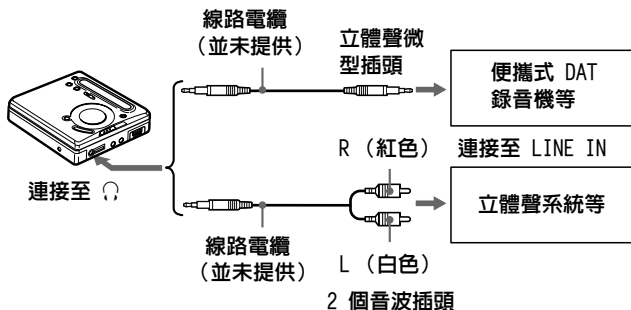 線路電纜
（並未提供）
立體聲微
型插頭
便攜式 DAT
錄音機等
連接至 🎧
R （紅色）
連接至 LINE IN
立體聲系統等
線路電纜
（並未提供）
L （白色）
2 個音波插頭